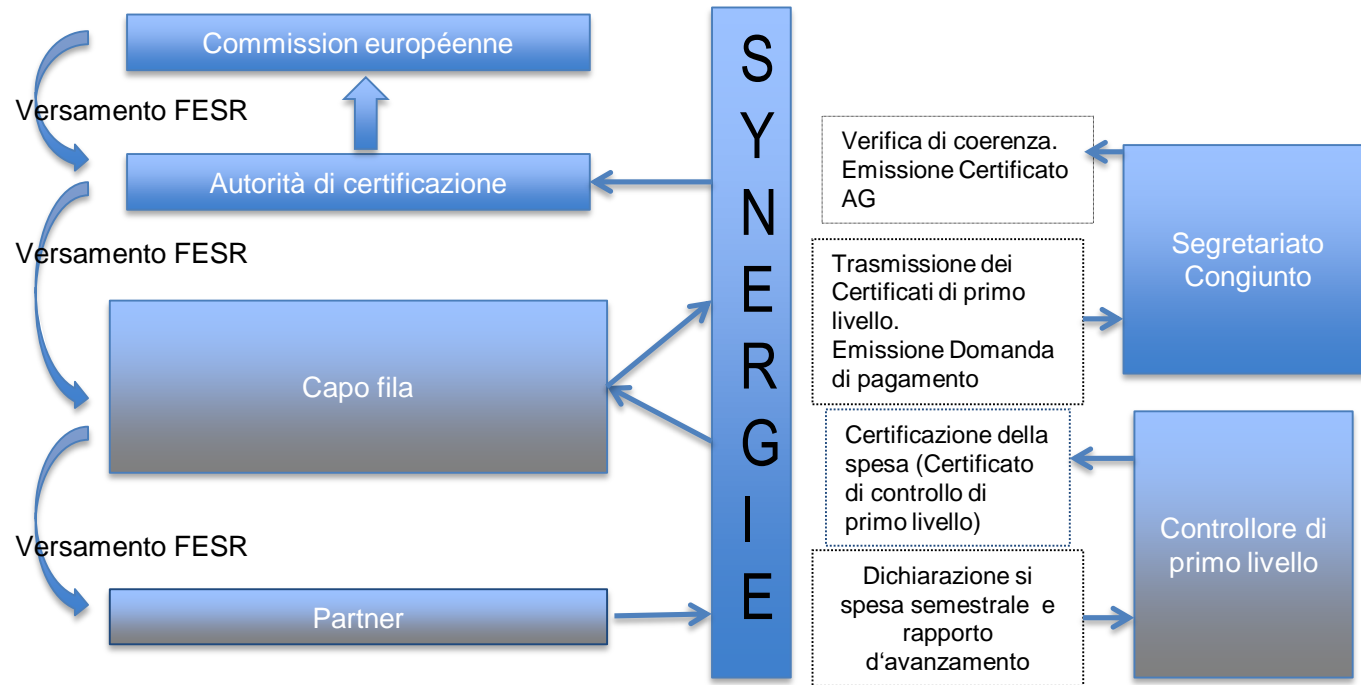 Commission européenne
Versamento FESR
Autorità di certificazione
Versamento FESR
Capo fila
Versamento FESR
Partner
S
Y
N
E
R
G
I
E
Verifica di coerenza.
Emissione Certificato
AG
Segretariato
Congiunto
Trasmissione dei
Certificati di primo
livello.
Emissione Domanda
di pagamento
Certificazione della
spesa (Certificato
di controllo di
primo livello)
Controllore di
primo livello
Dichiarazione si
spesa semestrale e
rapporto
d‘avanzamento